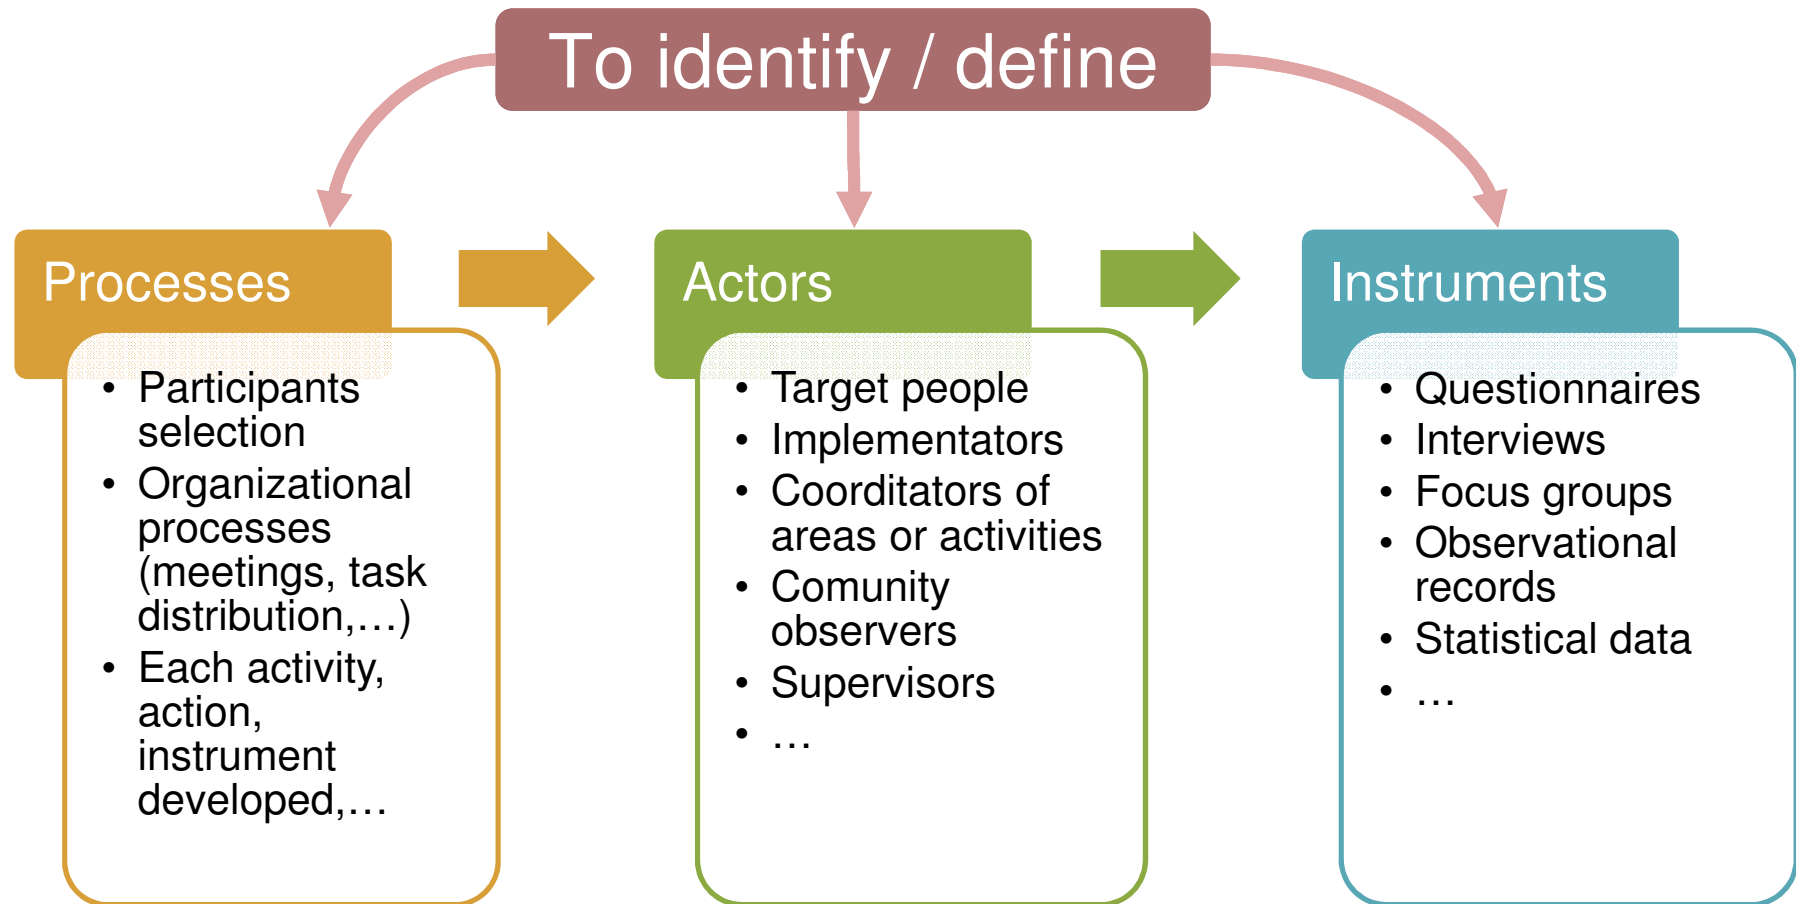 To identify / define
Processes
• Participants
selection
• Organizational
processes
(meetings, task
distribution,…)
• Each activity,
action,
instrument
developed,…
Actors
• Target people
• Implementators
• Coorditators of
areas or activities
• Comunity
observers
• Supervisors
• …
Instruments
• Questionnaires
• Interviews
• Focus groups
• Observational
records
• Statistical data
• …